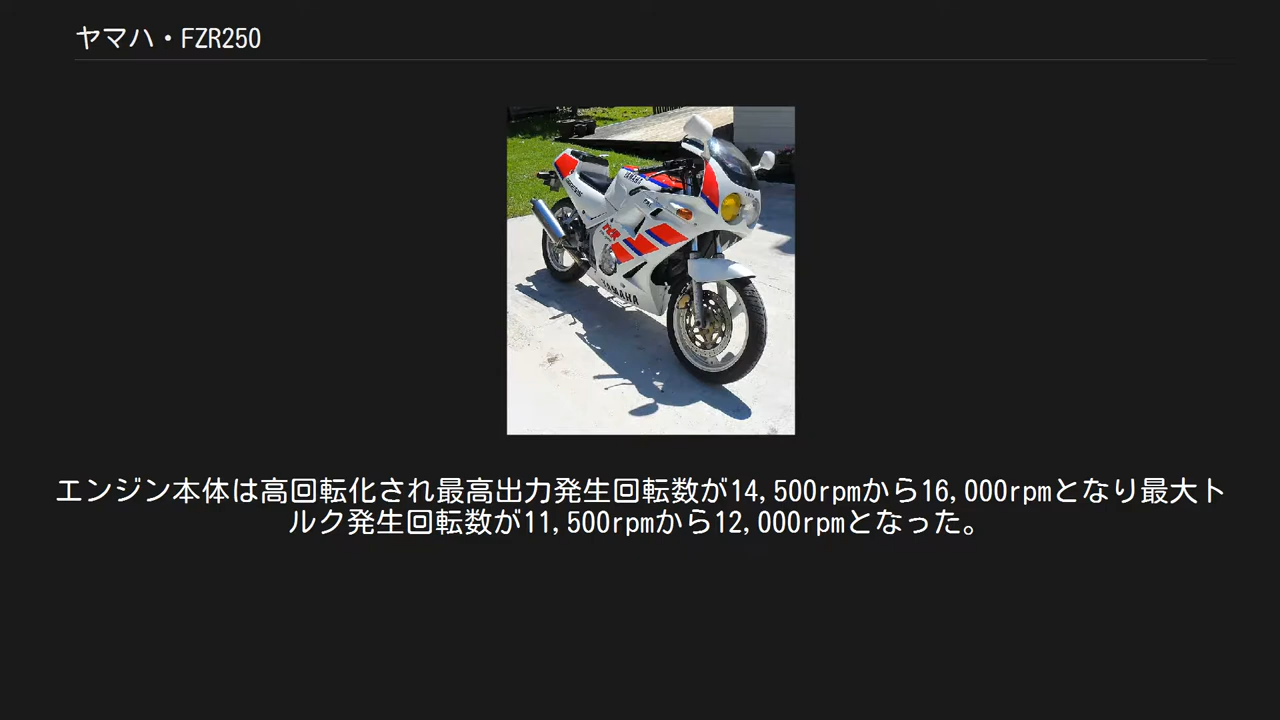 ヤマハ・FZR250
YAMAHA
YAMAHA
エンジン本体は高回転化され最高出力発生回転数が14,500rpmから16,000rpmとなり最大ト
ルク発生回転数が11,500rpmから12,000rpmとなった。